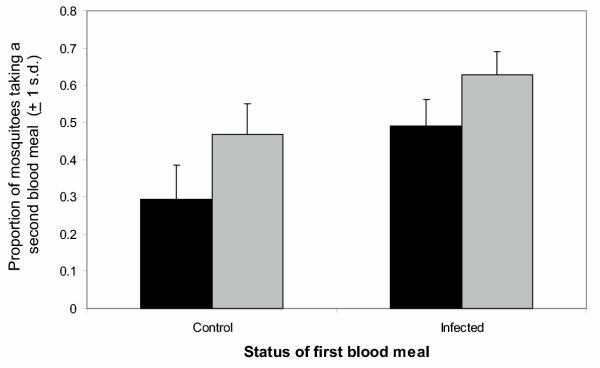 Proportion of mosquitoes taking a
second blood meal (± 1 s.d.)
0.8
0.7
0.6
0.5
0.4
0.3
0.2
0.1
0
Control Infected
Status of first blood meal